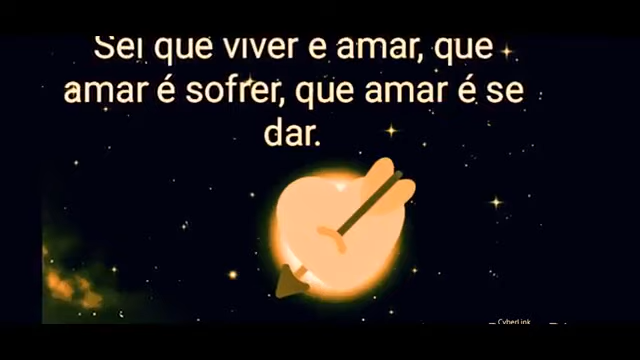 Sei que viver e amar, que
amar é sofrer, que amar é se
dar.
CyberLink